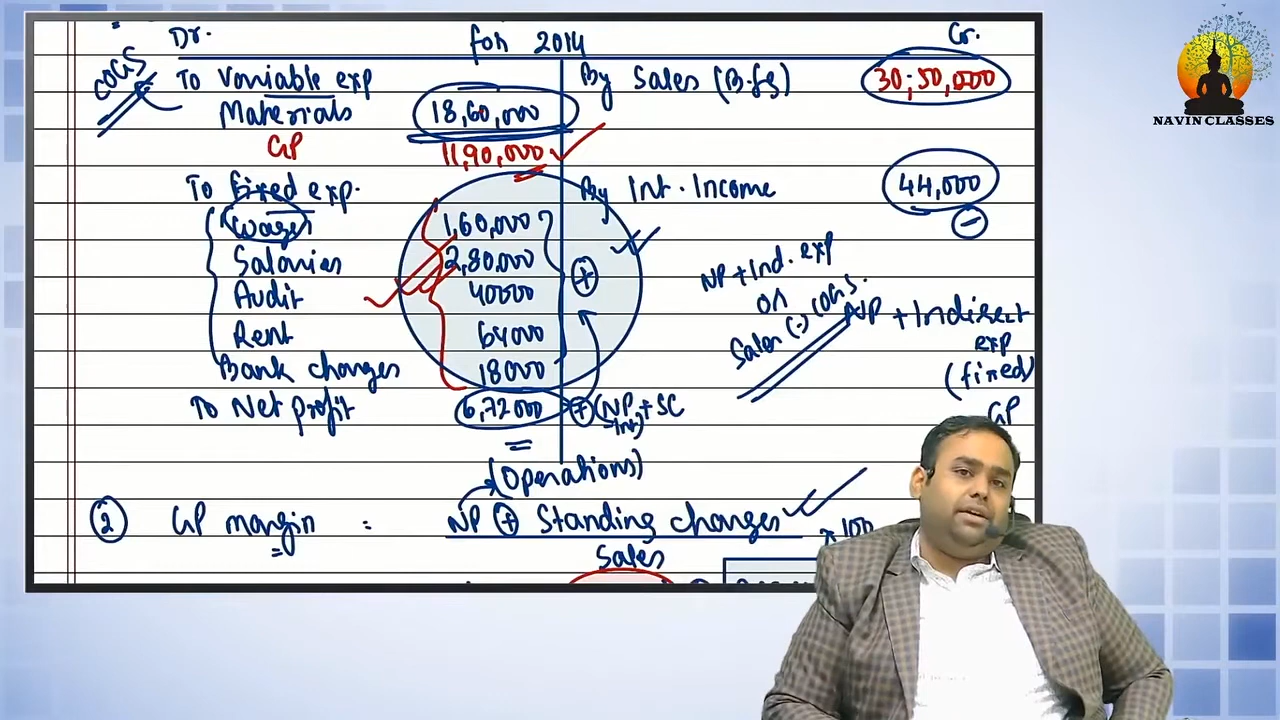 Dr. for 2014 Cr.
COGS
To Variable exp By Sales (B.fg) 30,50,000
Materials 18,60,000
GP 11,90,000
To Fixed exp. By Int. Income 44,000
Wages 1,60,000
Salaries 2,80,000
Audit 40000
Rent 64000
Bank charges 18000
To Net profit 6,72000 (NP + SC
Int)
NP + Ind. exp
or
Sales (-) COGS.
NP + Indirect
exp
(fixed)
GP
(Operations)
② GP margin = NP + Standing charges x 100
Sales
NAVIN CLASSES